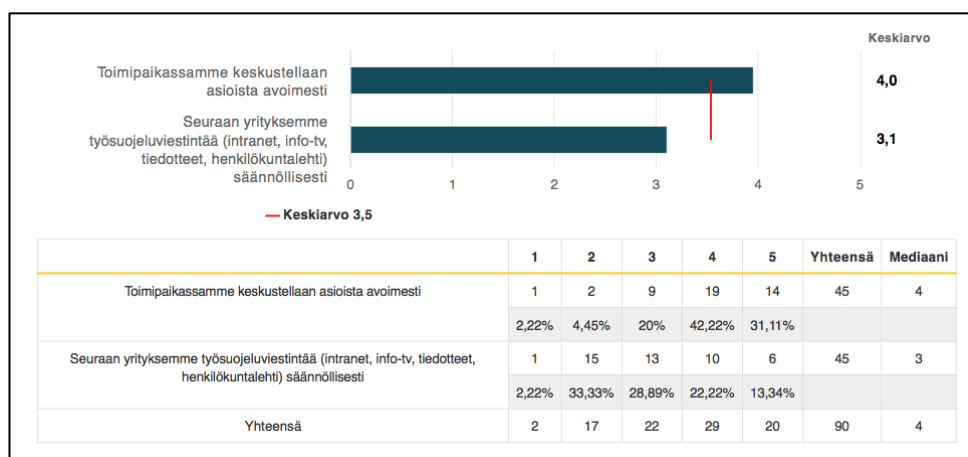 Keskiarvo
Toimipaikassamme keskustellaan
asioista avoimesti
4,0
Seuraan yrityksemme
työsuojeluviestintää (intranet, info-tv,
tiedotteet, henkilökuntalehti)
säännöllisesti
3,1
0 1 2 3 4 5
Keskiarvo 3,5
1 2 3 4 5 Yhteensä Mediaani
Toimipaikassamme keskustellaan asioista avoimesti 1 2 9 19 14 45 4
2,22% 4,45% 20% 42,22% 31,11%
Seuraan yrityksemme työsuojeluviestintää (intranet, info-tv, tiedotteet,
henkilökuntalehti) säännöllisesti
1 15 13 10 6 45 3
2,22% 33,33% 28,89% 22,22% 13,34%
Yhteensä 2 17 22 29 20 90 4